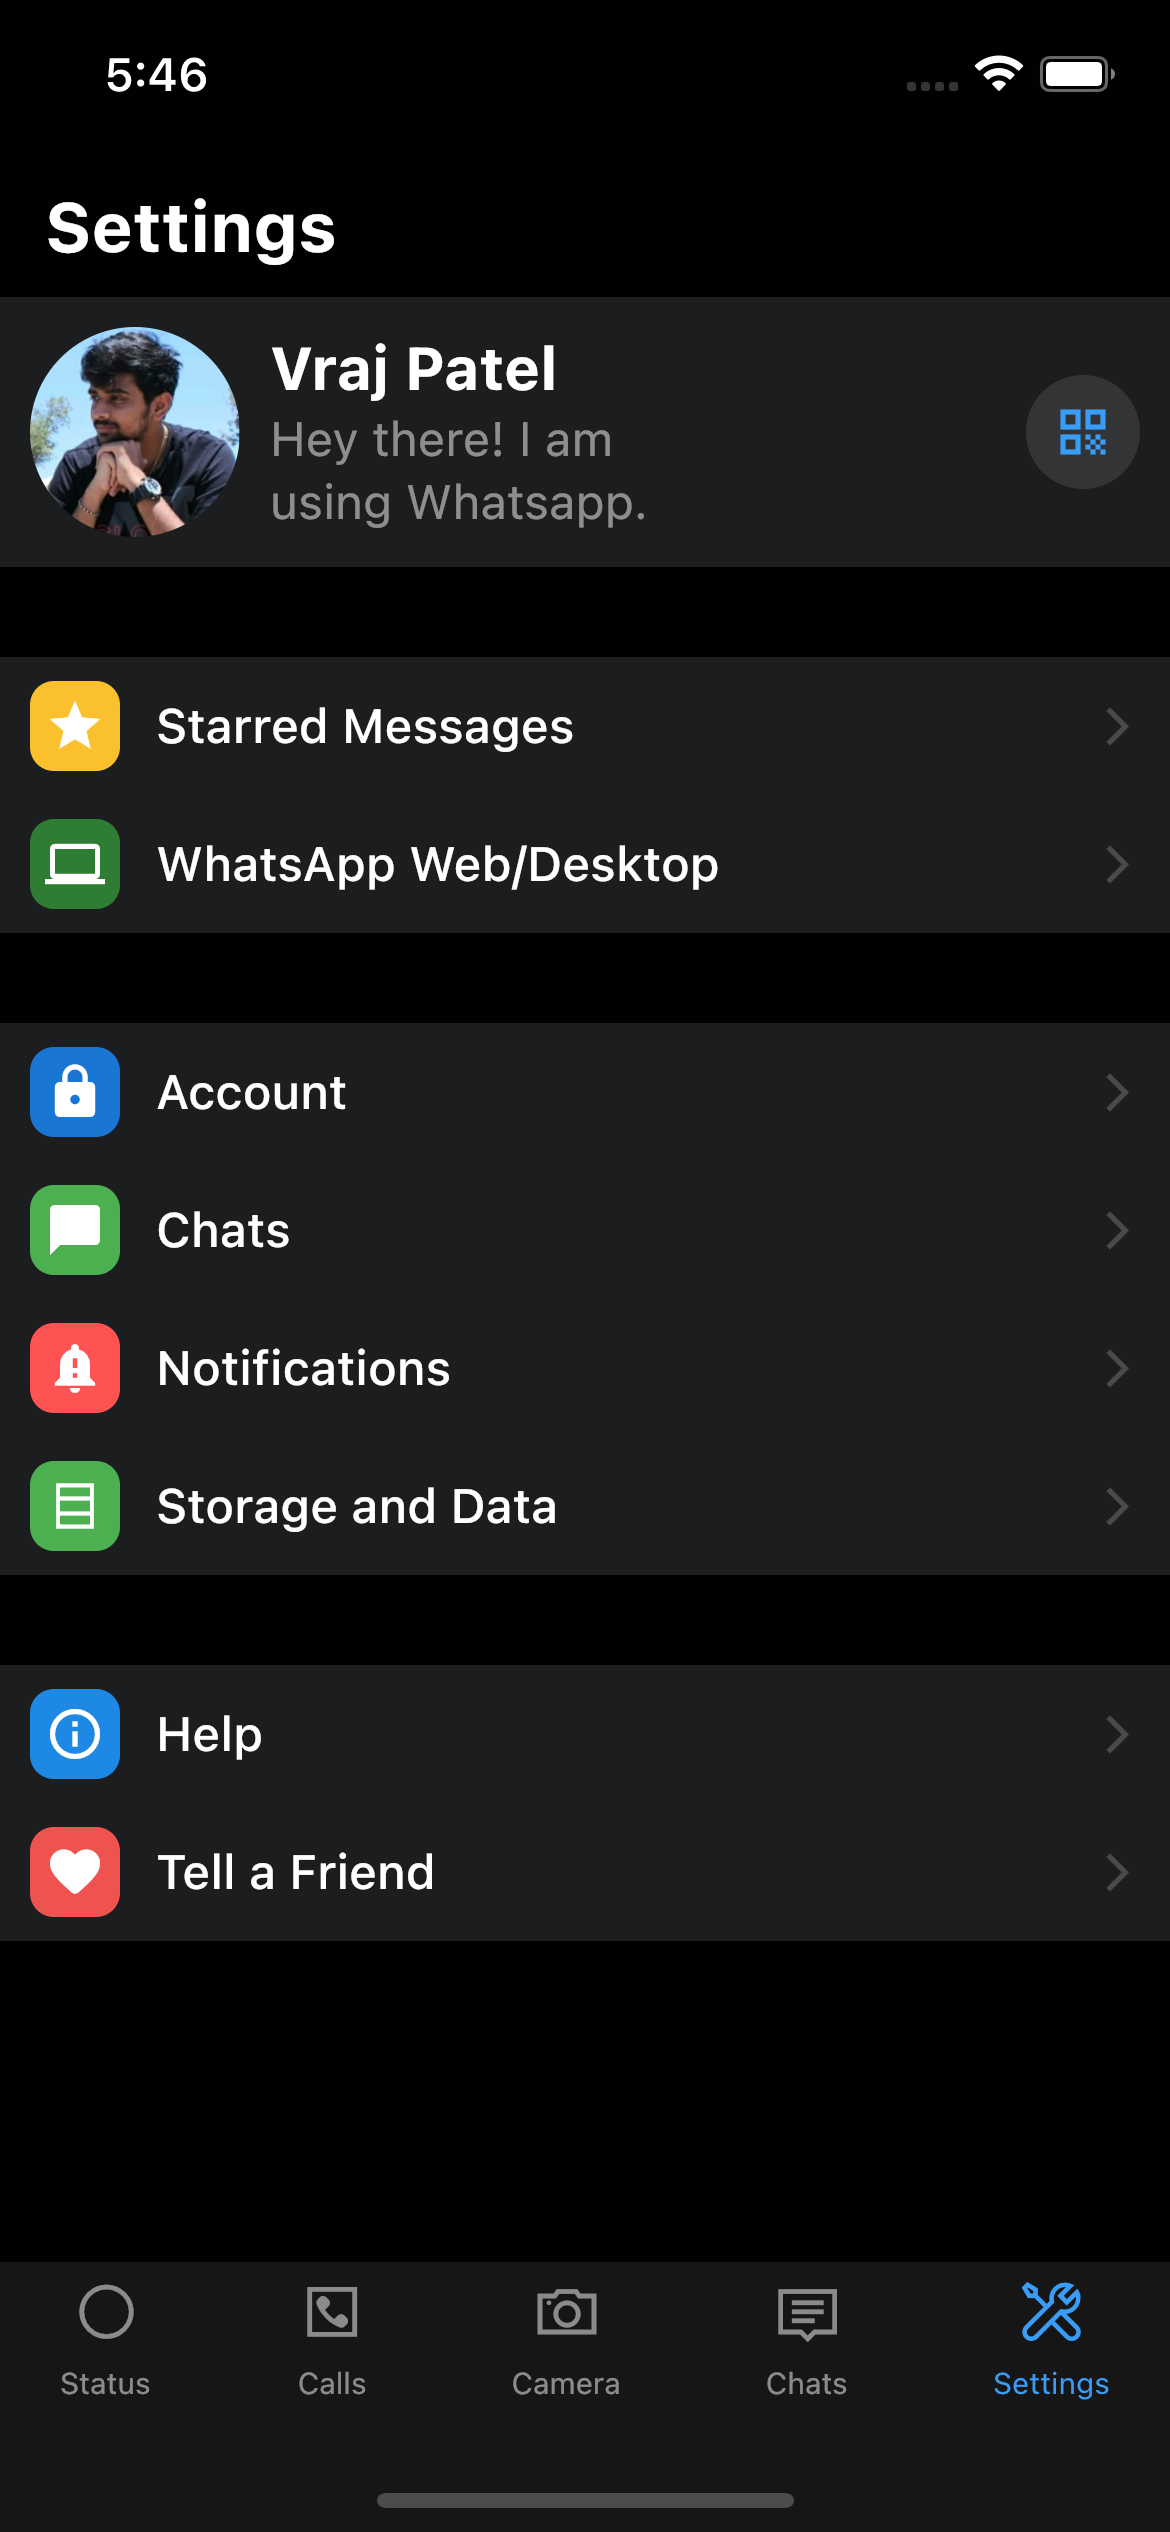 5:46
Settings
Vraj Patel
Hey there! I am
using Whatsapp.
Starred Messages
WhatsApp Web/Desktop
Account
Chats
Notifications
Storage and Data
Help
Tell a Friend
Status
Calls
Camera
Chats
Settings